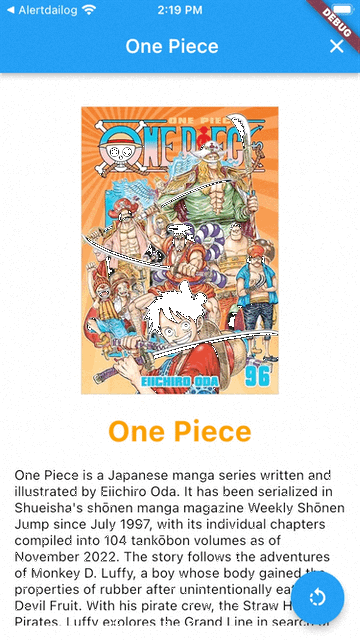 Alertdailog
2:19 PM
DEBUG
One Piece
ONE PIECE
ONE PIECE
EIICHIRO ODA
96
One Piece
One Piece is a Japanese manga series written and
illustrated by Eiichiro Oda. It has been serialized in
Shueisha's shōnen manga magazine Weekly Shōnen
Jump since July 1997, with its individual chapters
compiled into 104 tankōbon volumes as of
November 2022. The story follows the adventures
of Monkey D. Luffy, a boy whose body gained the
properties of rubber after unintentionally
Devil Fruit. With his pirate crew, the Straw
Pirates, Luffy explores the Grand Line in search of